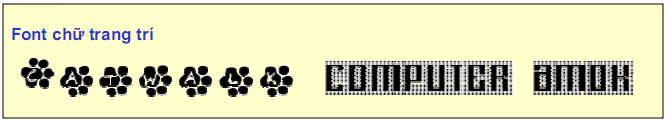 Font chữ trang trí
CATWALK COMPUTER AMOK